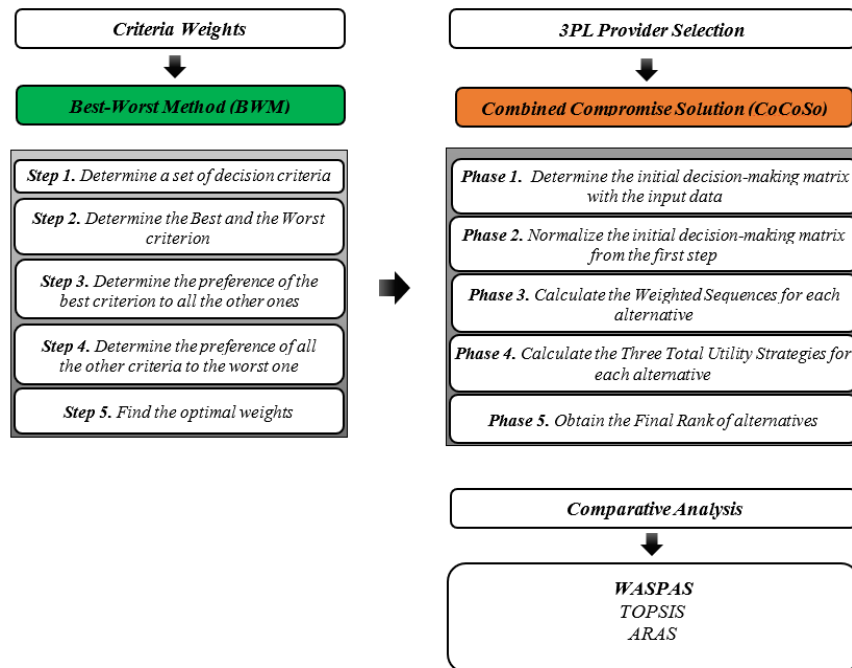 Criteria Weights
Best-Worst Method (BWM)
Step 1. Determine a set of decision criteria
Step 2. Determine the Best and the Worst
criterion
Step 3. Determine the preference of the
best criterion to all the other ones
Step 4. Determine the preference of all
the other criteria to the worst one
Step 5. Find the optimal weights
3PL Provider Selection
Combined Compromise Solution (CoCoSo)
Phase 1. Determine the initial decision-making matrix
with the input data
Phase 2. Normalize the initial decision-making matrix
from the first step
Phase 3. Calculate the Weighted Sequences for each
alternative
Phase 4. Calculate the Three Total Utility Strategies for
each alternative
Phase 5. Obtain the Final Rank of alternatives
Comparative Analysis
WASPAS
TOPSIS
ARAS